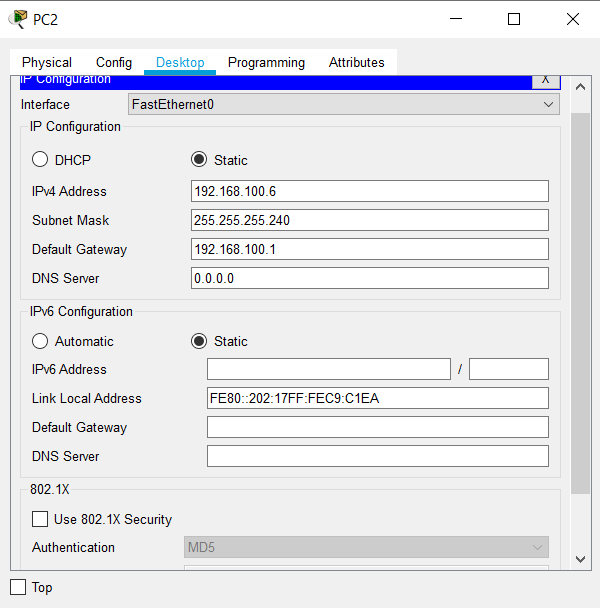 PC2
Physical Config Desktop Programming Attributes
IP Configuration X
Interface FastEthernet0
IP Configuration
DHCP Static
IPv4 Address 192.168.100.6
Subnet Mask 255.255.255.240
Default Gateway 192.168.100.1
DNS Server 0.0.0.0
IPv6 Configuration
Automatic Static
IPv6 Address /
Link Local Address FE80::202:17FF:FEC9:C1EA
Default Gateway
DNS Server
802.1X
Use 802.1X Security
Authentication MD5
Top